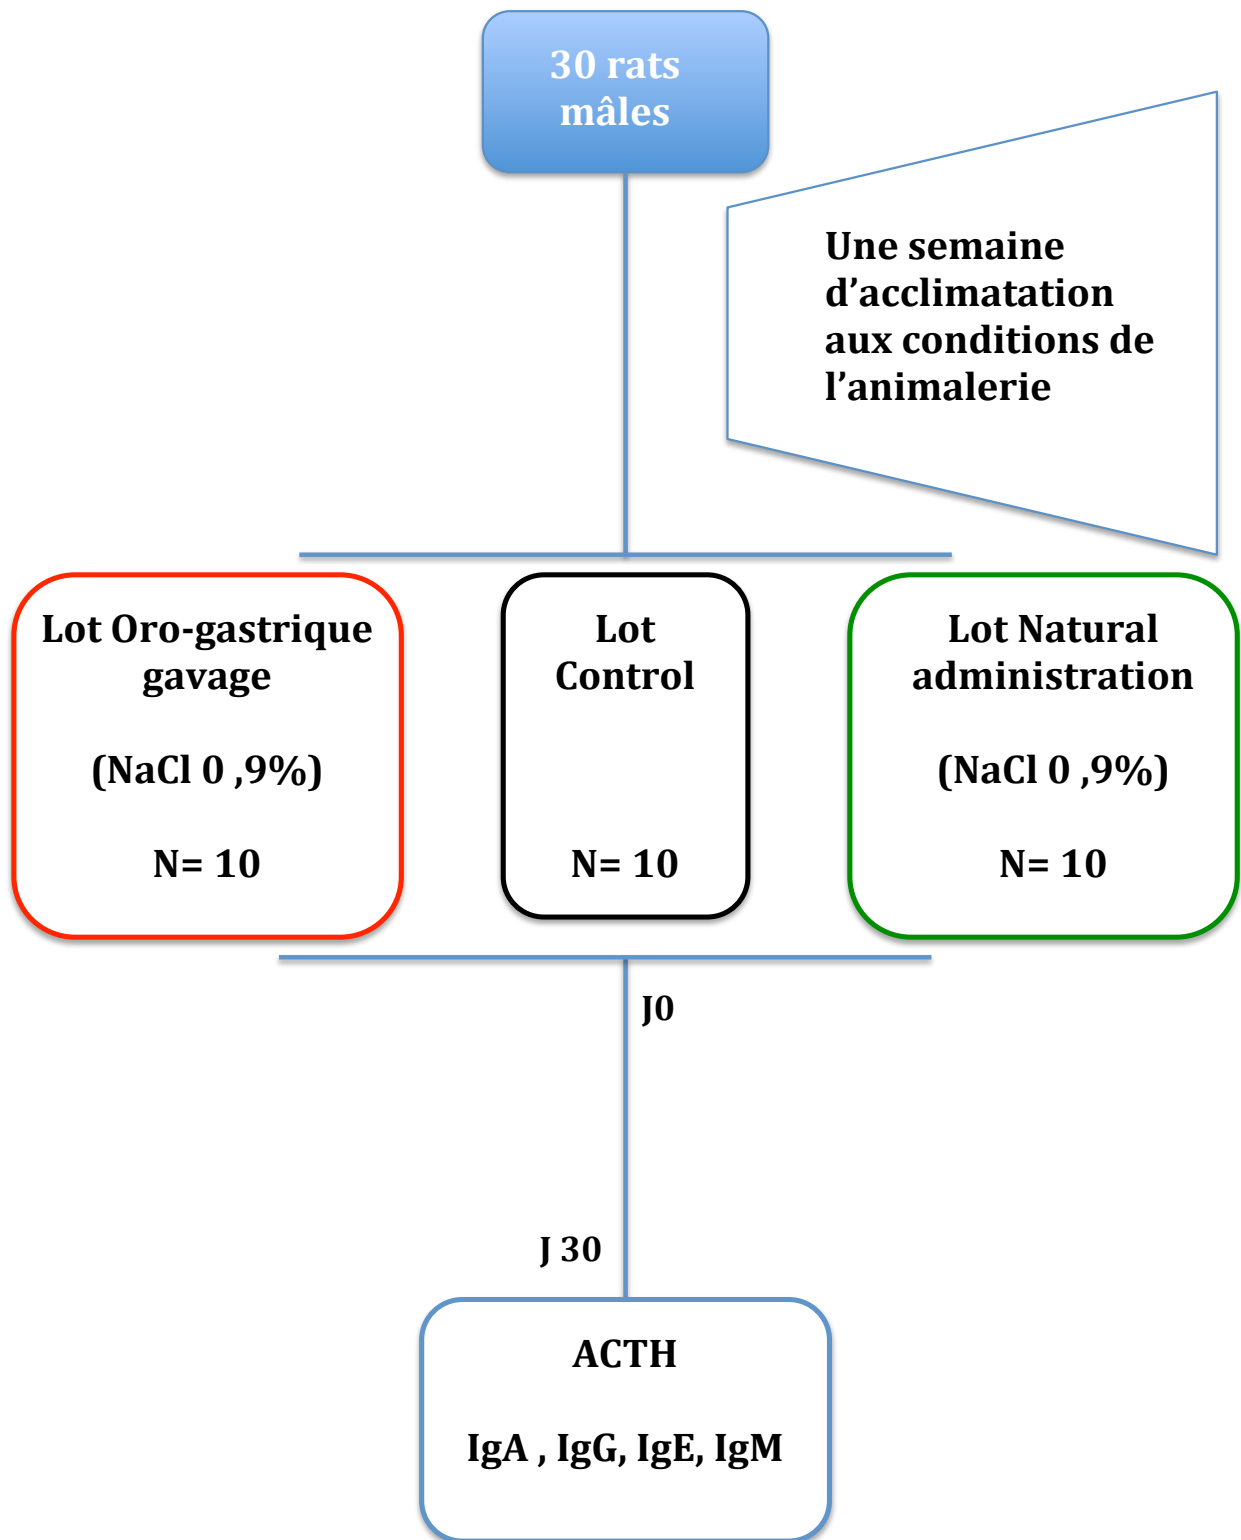 30 rats
mâles
Une semaine
d’acclimatation
aux conditions de
l’animalerie
Lot Oro-gastrique
gavage
(NaCl 0 ,9%)
N= 10
Lot
Control
N= 10
Lot Natural
administration
(NaCl 0 ,9%)
N= 10
J0
J 30
ACTH
IgA , IgG, IgE, IgM